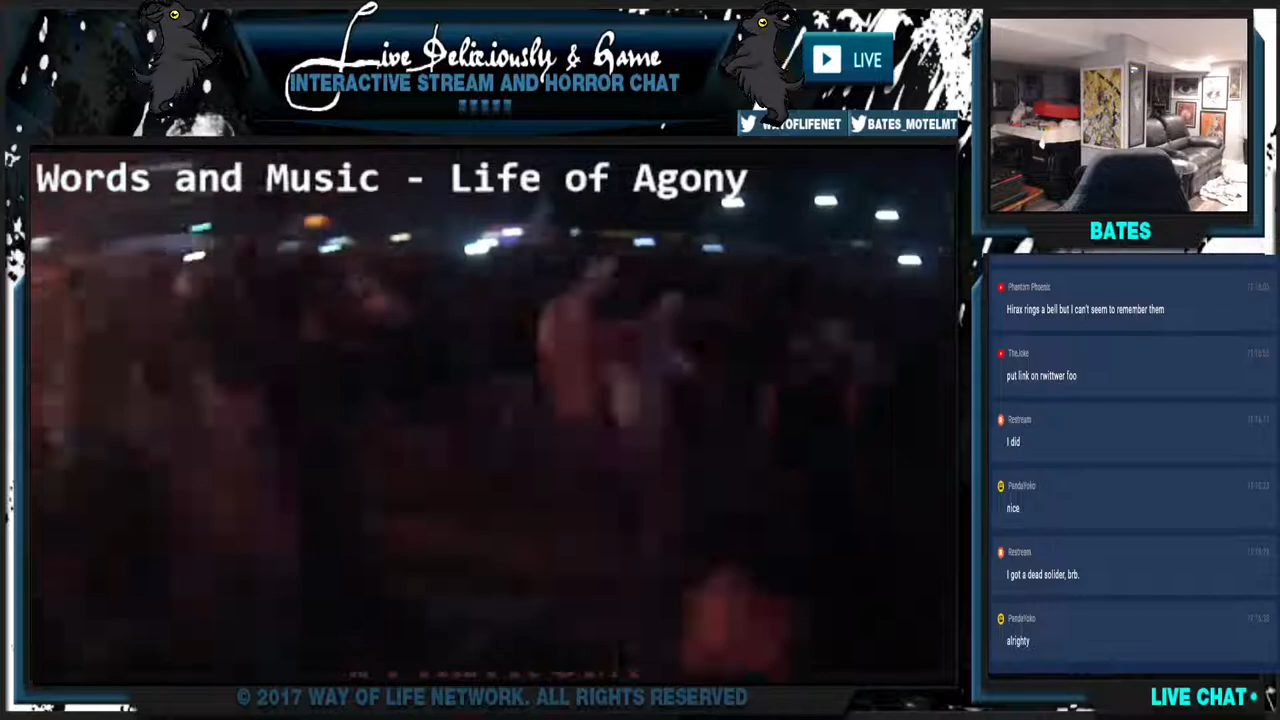 Live Deliciously & Game
INTERACTIVE STREAM AND HORROR CHAT
LIVE
WAYOFLIFENET
BATES_MOTELMT
Words and Music - Life of Agony
BATES
Phantom Phoenix
Hirax rings a bell but I can't seem to remember them
TheJoke
put link on rwittwer foo
Restream
I did
PandaYoko
nice
Restream
I got a dead solider, brb.
PandaYoko
alrighty
© 2017 WAY OF LIFE NETWORK. ALL RIGHTS RESERVED
LIVE CHAT